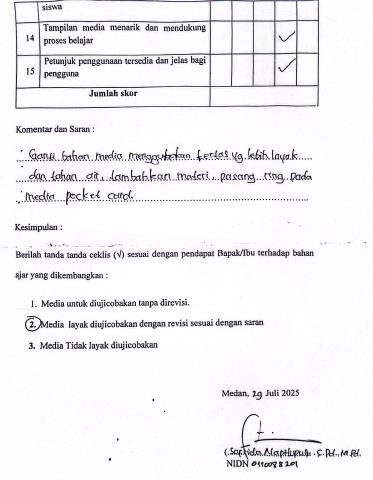 siswa
14 Tampilan media menarik dan mendukung
proses belajar ✓
15 Petunjuk penggunaan tersedia dan jelas bagi
pengguna ✓
Jumlah skor
Komentar dan Saran :
Ganti bahan media menggunakan kertas yg lebih layak
dan tahan air, tambahkan materi, pasang ring pada
media pocket card.
Kesimpulan :
Berilah tanda tanda ceklis (√) sesuai dengan pendapat Bapak/Ibu terhadap bahan
ajar yang dikembangkan :
1. Media untuk diujicobakan tanpa direvisi.
2. Media layak diujicobakan dengan revisi sesuai dengan saran
3. Media Tidak layak diujicobakan
Medan, 29 Juli 2025
S.Pd., M.Pd.
NIDN